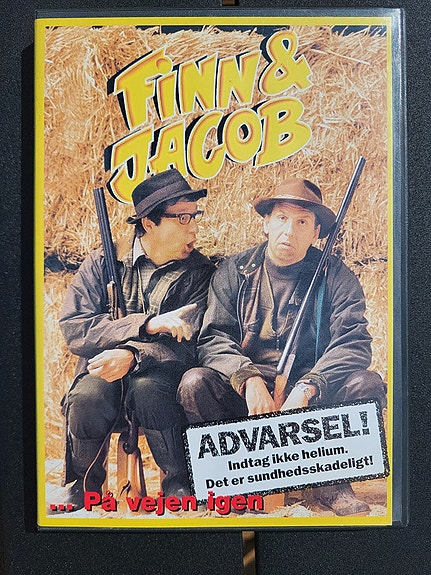 FINN &
JACOB
ADVARSEL!
Indtag ikke helium.
Det er sundhedsskadeligt!
... På vejen igen